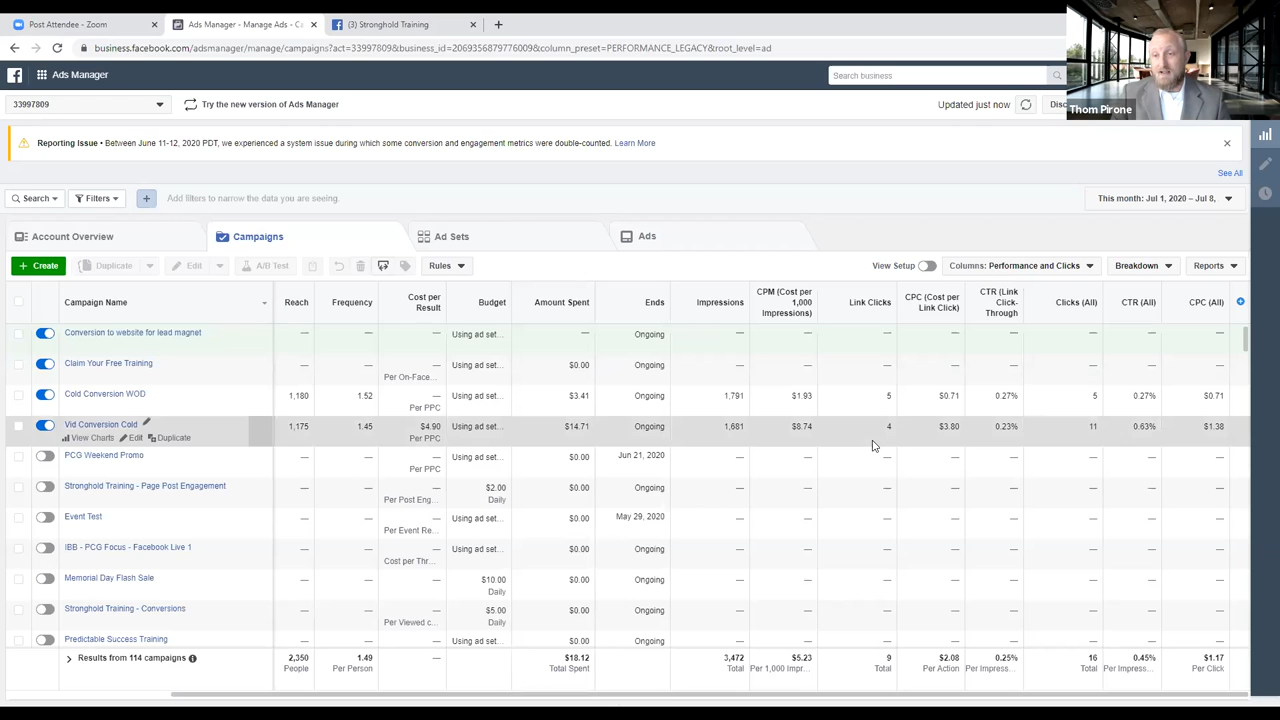 Post Attendee - Zoom
Ads Manager - Manage Ads - Ca
(3) Stronghold Training
business.facebook.com/adsmanager/manage/campaigns?act=33997809&business_id=2069356879776009&column_preset=PERFORMANCE_LEGACY&root_level=ad
Ads Manager
Search business
Thom Pirone
33997809
Try the new version of Ads Manager
Updated just now
Disc
Reporting Issue • Between June 11-12, 2020 PDT, we experienced a system issue during which some conversion and engagement metrics were double-counted. Learn More
See All
Search
Filters
Add filters to narrow the data you are seeing.
This month: Jul 1, 2020 – Jul 8,
Account Overview
Campaigns
Ad Sets
Ads
+ Create
Duplicate
Edit
A/B Test
Rules
View Setup
Columns: Performance and Clicks
Breakdown
Reports
Campaign Name
Reach
Frequency
Cost per Result
Budget
Amount Spent
Ends
Impressions
CPM (Cost per 1,000 Impressions)
Link Clicks
CPC (Cost per Link Click)
CTR (Link Click-Through
Clicks (All)
CTR (All)
CPC (All)
Conversion to website for lead magnet — — — Using ad set... — Ongoing — — — — — — — —
Claim Your Free Training — — — Using ad set... $0.00 Ongoing — — — — — — — —
Per On-Face...
Cold Conversion WOD 1,180 1.52 — Using ad set... $3.41 Ongoing 1,791 $1.93 5 $0.71 0.27% 5 0.27% $0.71
Per PPC
Vid Conversion Cold 1,175 1.45 $4.90 Using ad set... $14.71 Ongoing 1,681 $8.74 4 $3.80 0.23% 11 0.63% $1.38
View Charts Edit Duplicate Per PPC
PCG Weekend Promo — — — Using ad set... $0.00 Jun 21, 2020 — — — — — — — —
Per PPC
Stronghold Training - Page Post Engagement — — — $2.00 $0.00 Ongoing — — — — — — — —
Per Post Eng... Daily
Event Test — — — Using ad set... $0.00 May 29, 2020 — — — — — — — —
Per Event Re...
IBB - PCG Focus - Facebook Live 1 — — — Using ad set... $0.00 Ongoing — — — — — — — —
Cost per Thr...
Memorial Day Flash Sale — — — $10.00 $0.00 Ongoing — — — — — — — —
Daily
Stronghold Training - Conversions — — — $5.00 $0.00 Ongoing — — — — — — — —
Per Viewed c... Daily
Predictable Success Training — — — Using ad set... $0.00 Ongoing — — — — — — — —
Results from 114 campaigns 2,350 1.49 — $18.12 3,472 $5.23 9 $2.08 0.25% 16 0.45% $1.17
People Per Person Total Spent Total Per 1,000 Impr... Total Per Action Per Impress... Total Per Impress... Per Click